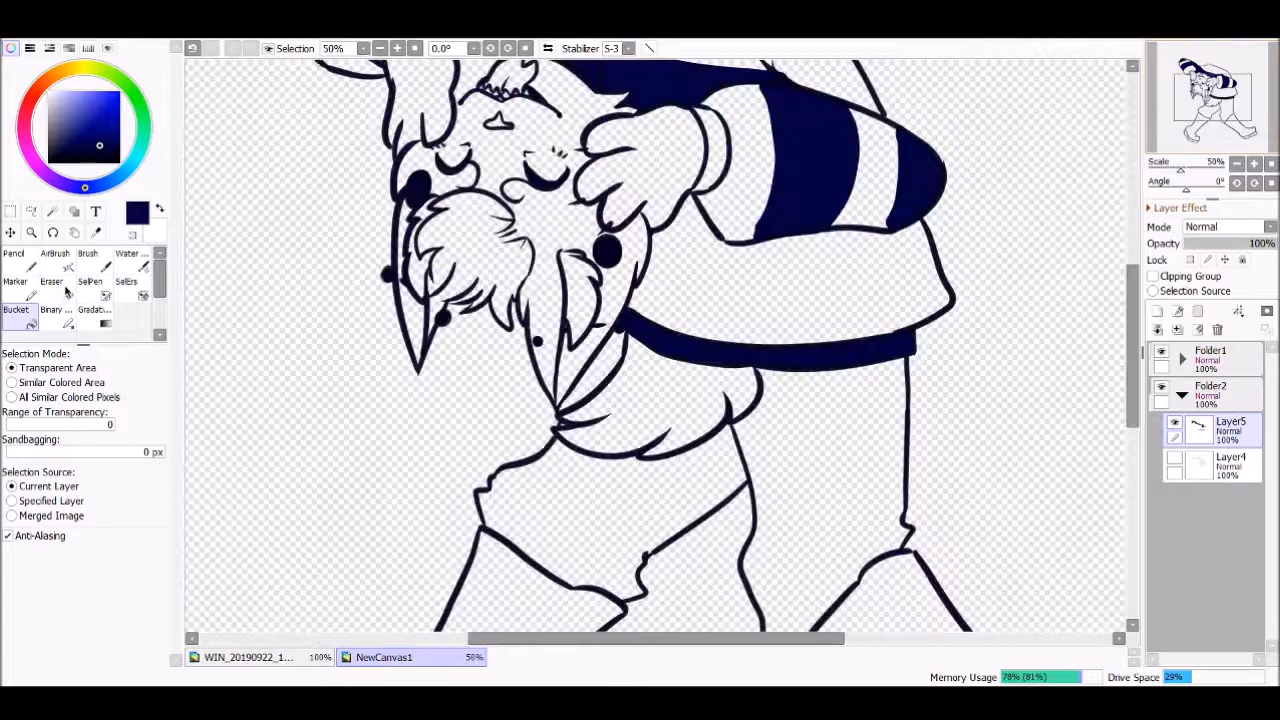 Selection 50% 0.0° Stabilizer S-3
T
Pencil AirBrush Brush Water ...
Marker Eraser SelPen SelErs
Bucket Binary ... Gradati...
Selection Mode:
Transparent Area
Similar Colored Area
All Similar Colored Pixels
Range of Transparency:
0
Sandbagging:
0 px
Selection Source:
Current Layer
Specified Layer
Merged Image
Anti-Aliasing
Scale 50%
Angle 0°
Layer Effect
Mode Normal
Opacity 100%
Lock
Clipping Group
Selection Source
Folder1
Normal
100%
Folder2
Normal
100%
Layer5
Normal
100%
Layer4
Normal
100%
WIN_20190922_1... 100% NewCanvas1 50%
Memory Usage 78% (81%) Drive Space 29%